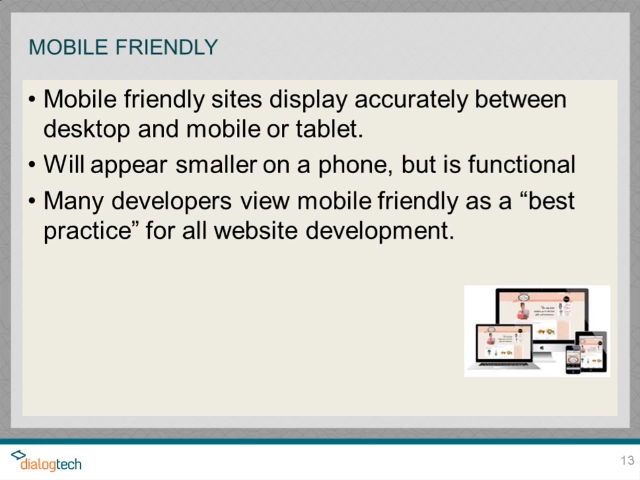 MOBILE FRIENDLY
• Mobile friendly sites display accurately between
desktop and mobile or tablet.
• Will appear smaller on a phone, but is functional
• Many developers view mobile friendly as a “best
practice” for all website development.
dialogtech
13